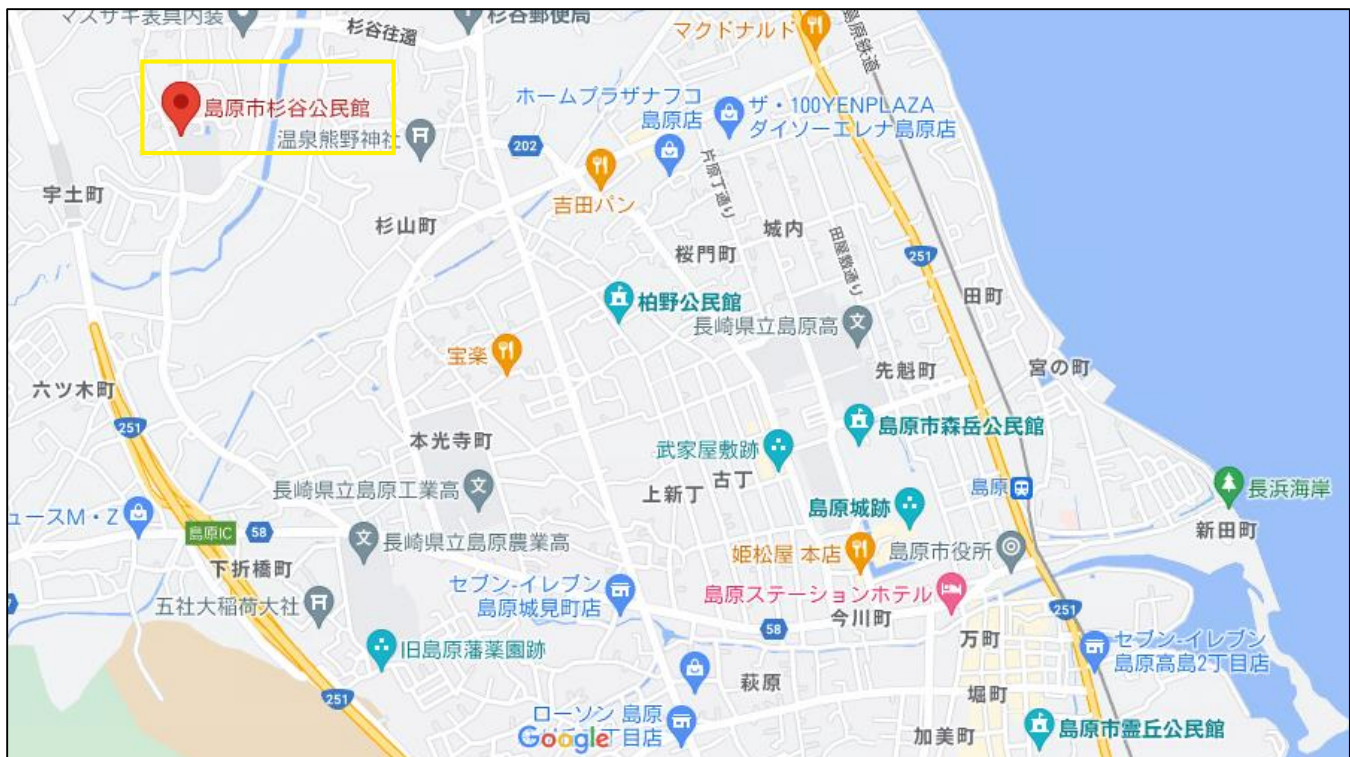 マスサキ表具内装
杉谷往還
杉谷郵便局
マクドナルド
島原鉄道
島原市杉谷公民館
ホームプラザナフコ
島原店
ザ・100YENPLAZA
ダイソーエレナ島原店
温泉熊野神社
202
片原丁通り
宇土町
吉田パン
杉山町
城内
桜門町
田屋敷通り
251
柏野公民館
田町
長崎県立島原高
宝楽
先魁町
宮の町
六ツ木町
251
島原市森岳公民館
本光寺町
武家屋敷跡
古丁
長崎県立島原工業高
上新丁
島原城跡
島原
長浜海岸
ュースM・Z
島原IC
58
長崎県立島原農業高
新田町
姫松屋 本店
島原市役所
下折橋町
セブン-イレブン
島原城見町店
島原ステーションホテル
五社大稲荷大社
今川町
251
58
万町
セブン-イレブン
島原高島2丁目店
旧島原藩薬園跡
萩原
251
堀町
ローソン 島原
丁目店
Google
加美町
島原市霊丘公民館